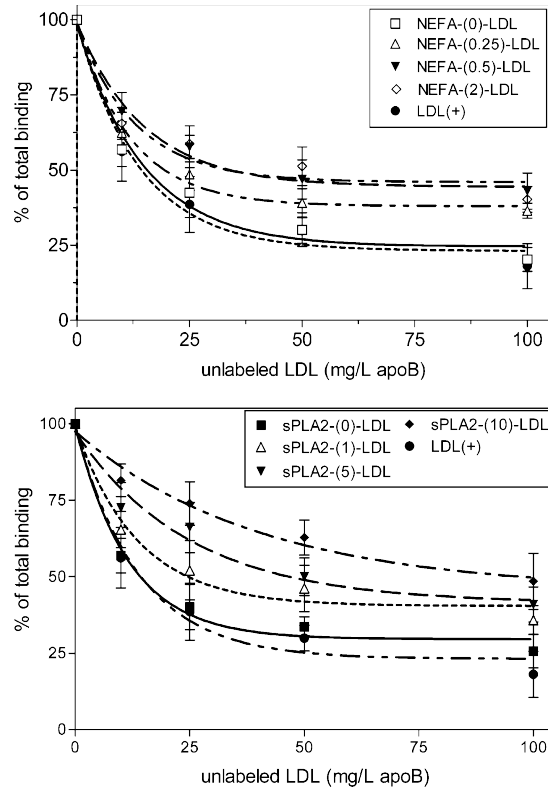 100
75
50
25
0
% of total binding
NEFA-(0)-LDL
NEFA-(0.25)-LDL
NEFA-(0.5)-LDL
NEFA-(2)-LDL
LDL(+)
0 25 50 75 100
unlabeled LDL (mg/L apoB)
100
75
50
25
0
% of total binding
sPLA2-(0)-LDL sPLA2-(10)-LDL
sPLA2-(1)-LDL LDL(+)
sPLA2-(5)-LDL
0 25 50 75 100
unlabeled LDL (mg/L apoB)